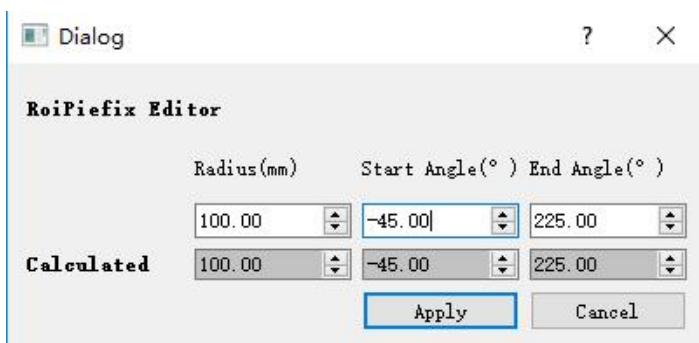 Dialog ?
RoiPiefix Editor
Radius(mm) Start Angle(° ) End Angle(° )
100.00 -45.00 225.00
Calculated 100.00 -45.00 225.00
Apply Cancel